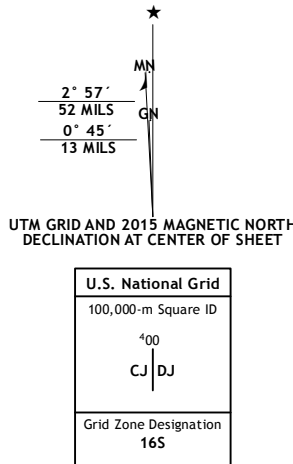 ★
MN
2° 57´
52 MILS
GN
0° 45´
13 MILS
UTM GRID AND 2015 MAGNETIC NORTH
DECLINATION AT CENTER OF SHEET
U.S. National Grid
100,000-m Square ID
⁴00
CJ DJ
Grid Zone Designation
16S